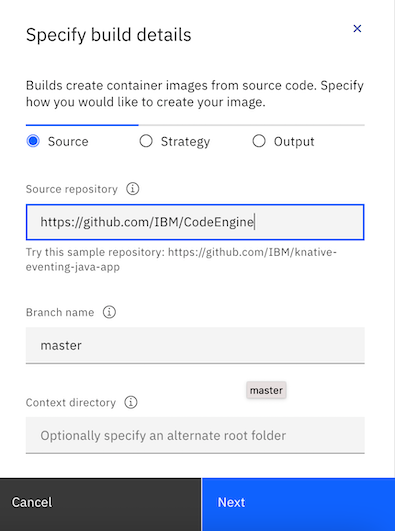 Specify build details
Builds create container images from source code. Specify
how you would like to create your image.
Source
Strategy
Output
Source repository
https://github.com/IBM/CodeEngine
Try this sample repository: https://github.com/IBM/knative-
eventing-java-app
Branch name
master
master
Context directory
Optionally specify an alternate root folder
Cancel
Next